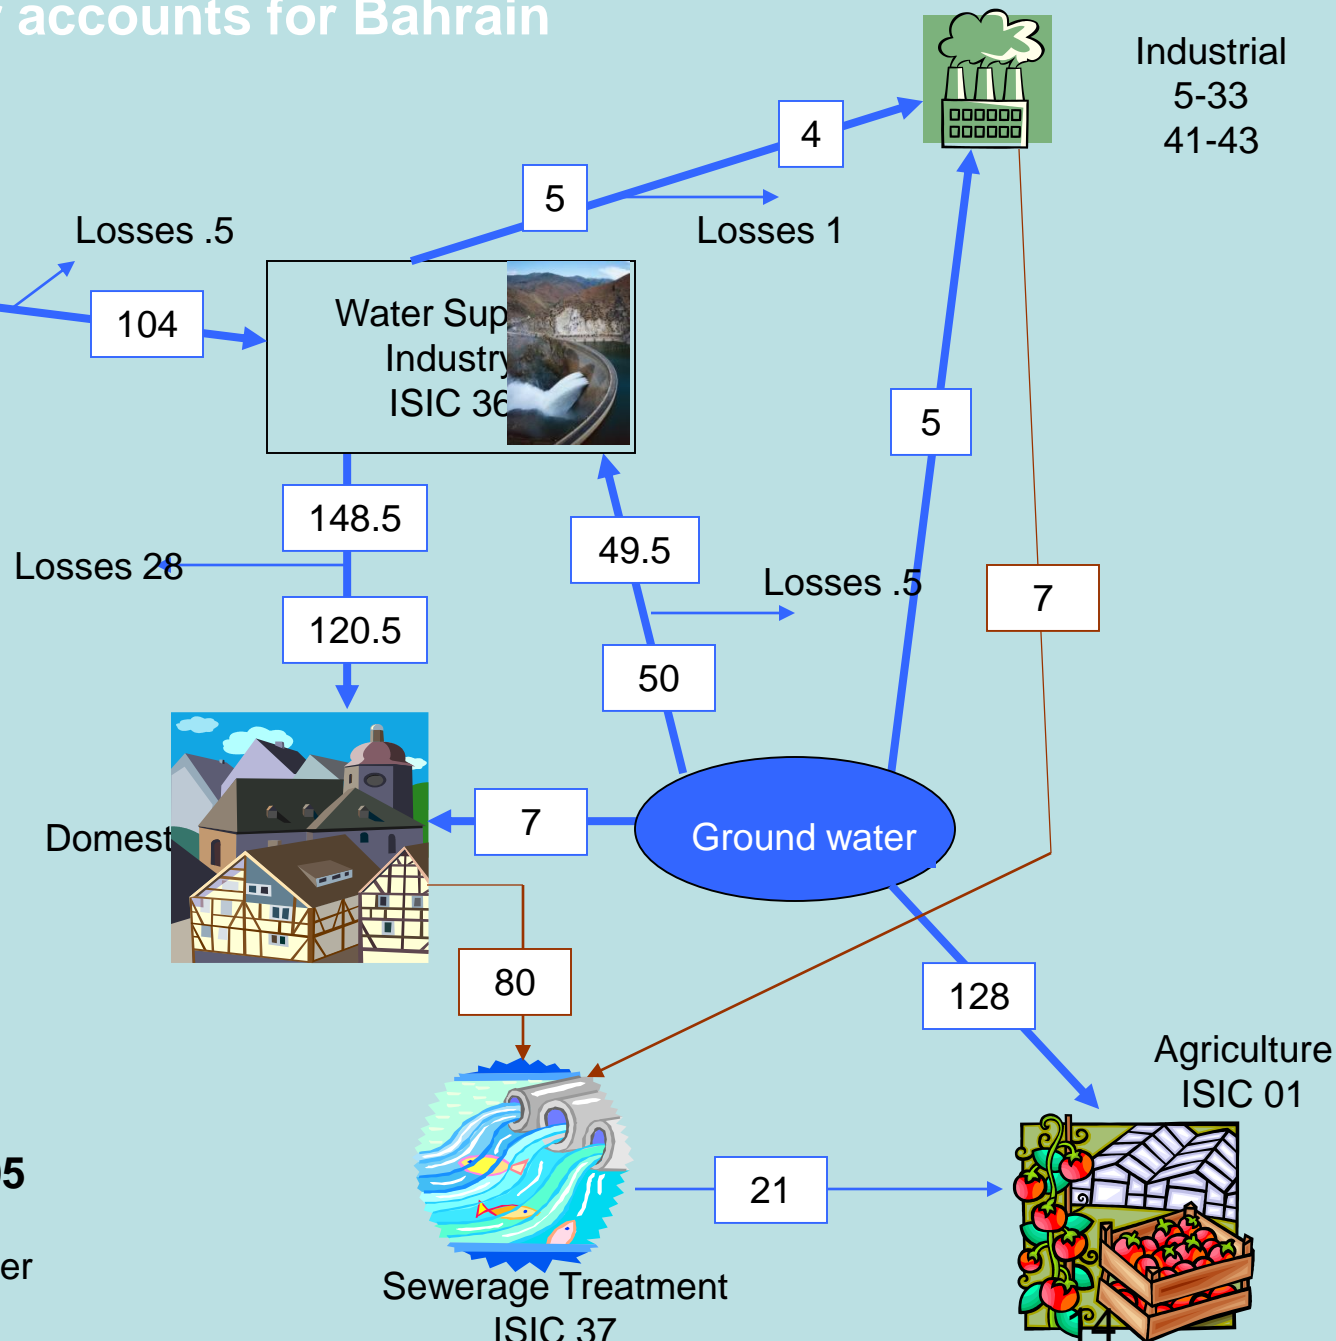 accounts for Bahrain
Industrial
5-33
41-43
4
5
Losses .5
Losses 1
104
Water Sup
Industry
ISIC 36
5
148.5
49.5
Losses 28
Losses .5
7
120.5
50
7
Ground water
Domest
80
128
Agriculture
ISIC 01
05
21
er
Sewerage Treatment
ISIC 37
14